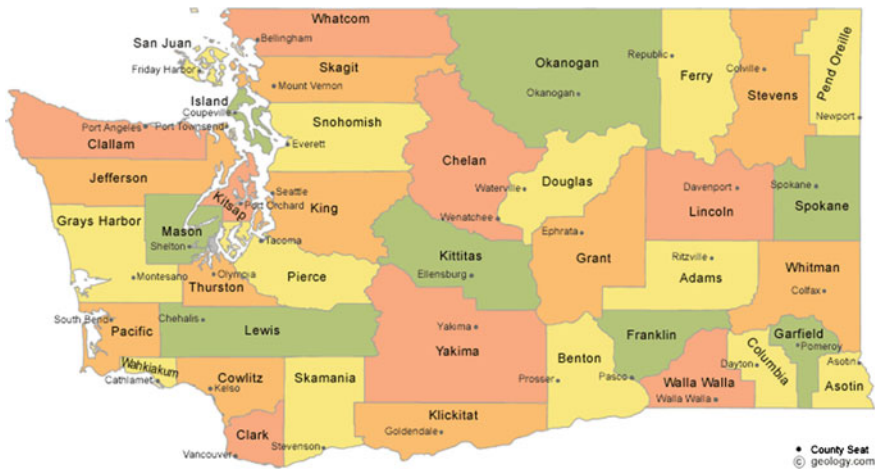 Whatcom
Bellingham
San Juan
Friday Harbor
Skagit
Mount Vernon
Okanogan
Okanogan
Republic
Ferry
Colville
Stevens
Pend Oreille
Newport
Island
Coupeville
Port Angeles
Port Townsend
Clallam
Snohomish
Everett
Chelan
Waterville
Wenatchee
Douglas
Jefferson
Kitsap
Port Orchard
Seattle
King
Davenport
Lincoln
Spokane
Spokane
Grays Harbor
Montesano
Mason
Shelton
Tacoma
Olympia
Thurston
Pierce
Kittitas
Ellensburg
Ephrata
Grant
Ritzville
Adams
Whitman
Colfax
South Bend
Pacific
Chehalis
Lewis
Yakima
Yakima
Franklin
Pasco
Benton
Prosser
Garfield
Pomeroy
Columbia
Dayton
Asotin
Asotin
Walla Walla
Walla Walla
Wahkiakum
Cathlamet
Cowlitz
Kelso
Skamania
Stevenson
Klickitat
Goldendale
Clark
Vancouver
County Seat
© geology.com